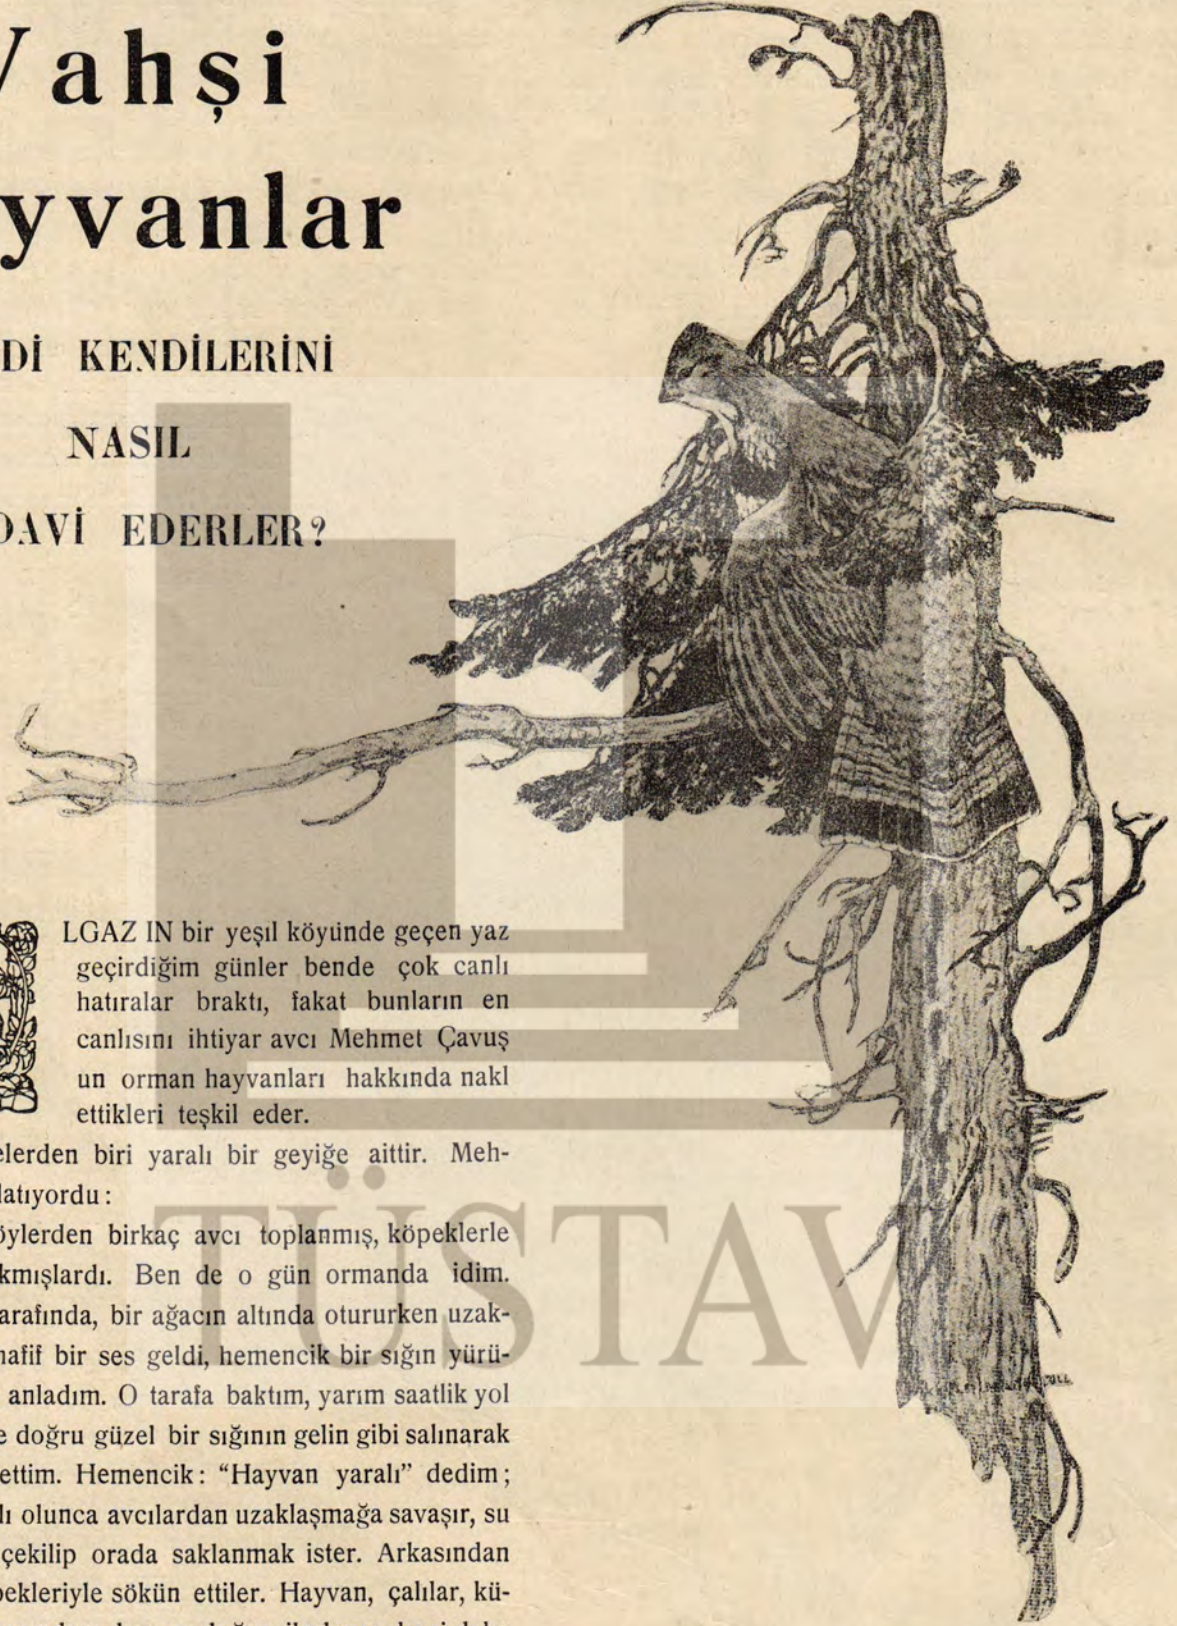 Vahşi
yvanlar
Dİ KENDİLERİNİ
NASIL
DAVİ EDERLER?
LGAZ IN bir yeşıl köyünde geçen yaz
geçirdiğim günler bende çok canlı
hatıralar braktı, fakat bunların en
canlısını ihtiyar avcı Mehmet Çavuş
un orman hayvanları hakkında nakl
ettikleri teşkil eder.
elerden biri yaralı bir geyiğe aittir. Meh-
latıyordu:
öylerden birkaç avcı toplanmış, köpeklerle
kmışlardı. Ben de o gün ormanda idim.
arafında, bir ağacın altında otururken uzak-
hafif bir ses geldi, hemencik bir sığın yürü-
anladım. O tarafa baktım, yarım saatlik yol
e doğru güzel bir sığının gelin gibi salınarak
ettim. Hemencik: “Hayvan yaralı” dedim;
lı olunca avcılardan uzaklaşmağa savaşır, su
çekilip orada saklanmak ister. Arkasından
pekleriyle sökün ettiler. Hayvan, çalılar, kü-
TÜSTAV